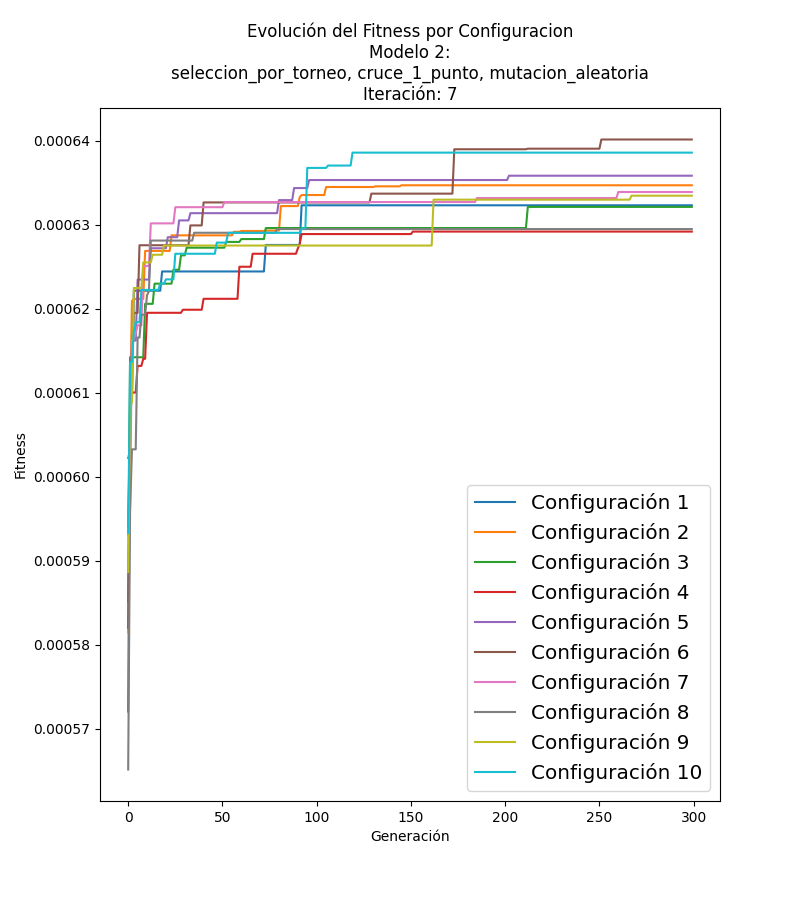 Evolución del Fitness por Configuracion
Modelo 2:
seleccion_por_torneo, cruce_1_punto, mutacion_aleatoria
Iteración: 7
0.00064
0.00063
0.00062
0.00061
0.00060
0.00059
0.00058
0.00057
Fitness
Configuración 1
Configuración 2
Configuración 3
Configuración 4
Configuración 5
Configuración 6
Configuración 7
Configuración 8
Configuración 9
Configuración 10
0 50 100 150 200 250 300
Generación